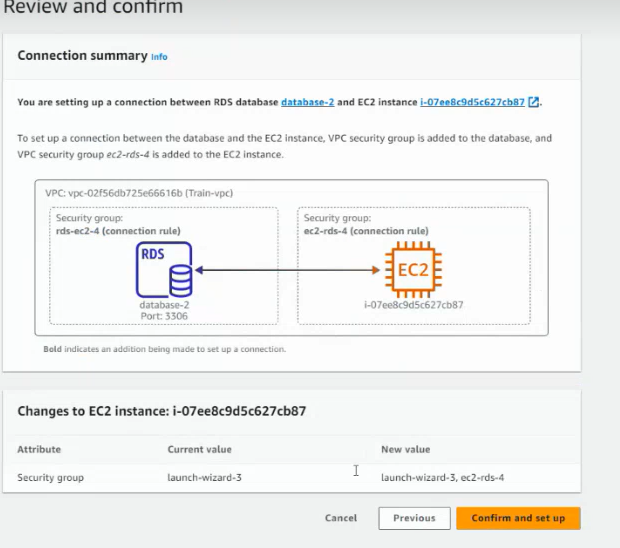 Review and confirm
Connection summary Info
You are setting up a connection between RDS database database-2 and EC2 instance i-07ee8c9d5c627cb87.
To set up a connection between the database and the EC2 instance, VPC security group is added to the database, and
VPC security group ec2-rds-4 is added to the EC2 instance.
VPC: vpc-02f56db725e66616b (Train-vpc)
Security group:
rds-ec2-4 (connection rule)
RDS
database-2
Port: 3306
Security group:
ec2-rds-4 (connection rule)
EC2
i-07ee8c9d5c627cb87
Bold indicates an addition being made to set up a connection.
Changes to EC2 instance: i-07ee8c9d5c627cb87
Attribute Current value New value
Security group launch-wizard-3 launch-wizard-3, ec2-rds-4
Cancel Previous Confirm and set up